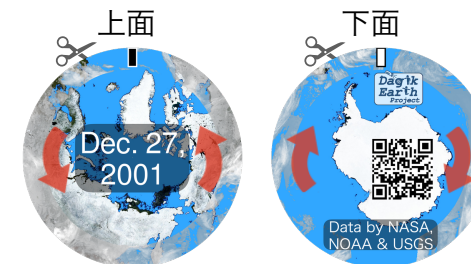 上面
下面
Dagik
Earth
Project
Dec. 27,
2001
Data by NASA,
NOAA & USGS